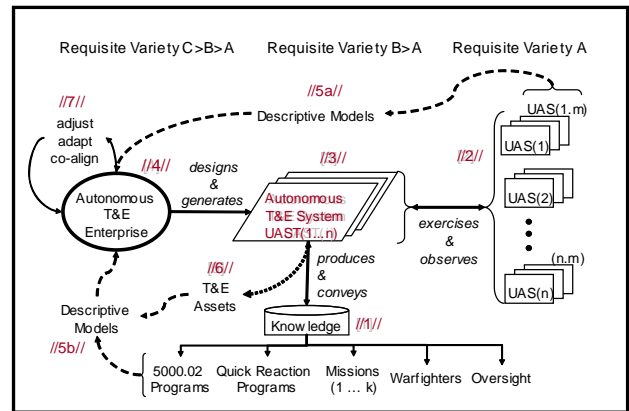 Requisite Variety C>B>A
Requisite Variety B>A
Requisite Variety A
//5a//
Descriptive Models
//7//
adjust
adapt
co-align
//4//
designs
&
generates
Autonomous
T&E
Enterprise
//3//
Autonomous
T&E System
UAST(1...n)
//2//
exercises
&
observes
UAS(1.m)
UAS(1)
UAS(2)
(n.m)
UAS(n)
produces
&
conveys
//6//
T&E
Assets
Descriptive
Models
//5b//
Knowledge
//1//
5000.02
Programs
Quick Reaction
Programs
Missions
(1 ... k)
Warfighters
Oversight